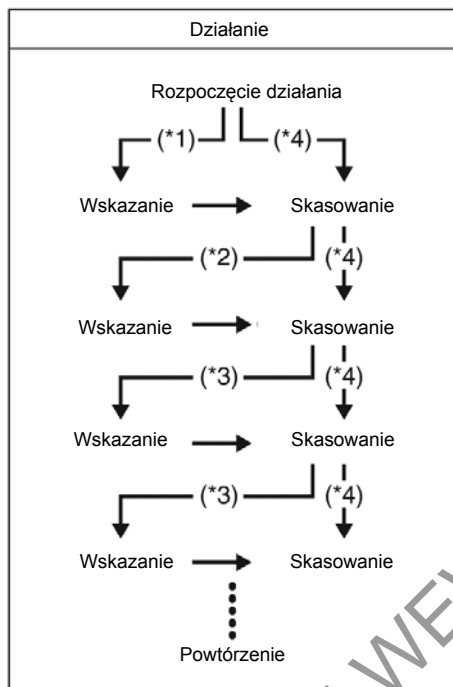 Działanie
Rozpoczęcie działania
(*1) (*4)
Wskazanie Skasowanie
(*2) (*4)
Wskazanie Skasowanie
(*3) (*4)
Wskazanie Skasowanie
(*3) (*4)
Wskazanie Skasowanie
Powtórzenie